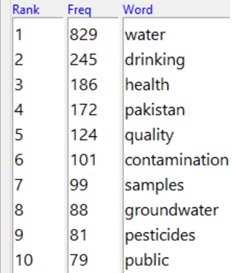 Rank Freq Word
1 829 water
2 245 drinking
3 186 health
4 172 pakistan
5 124 quality
6 101 contamination
7 99 samples
8 88 groundwater
9 81 pesticides
10 79 public